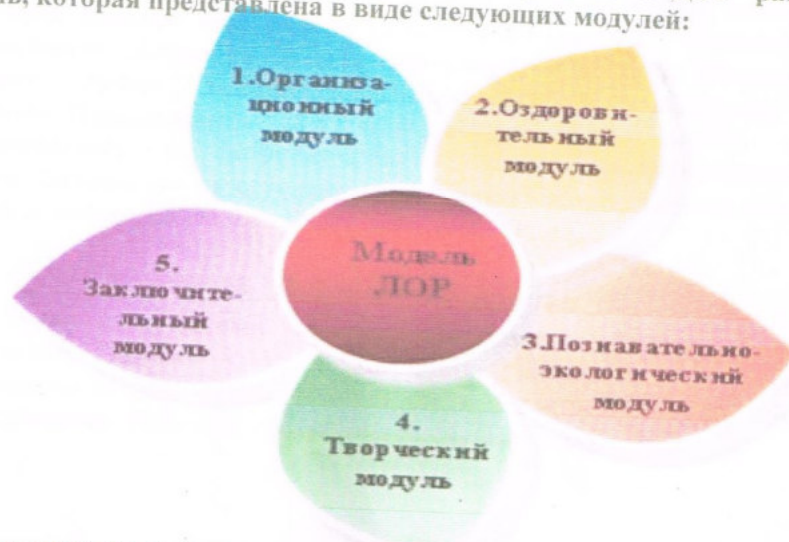 которая представлена в виде следующих модулей:
1.Организа-
ционный
модуль
2.Оздорови-
тельный
модуль
Модель
ЛОР
5.
Заключите-
льный
модуль
3.Познавательно-
экологический
модуль
4.
Творческий
модуль